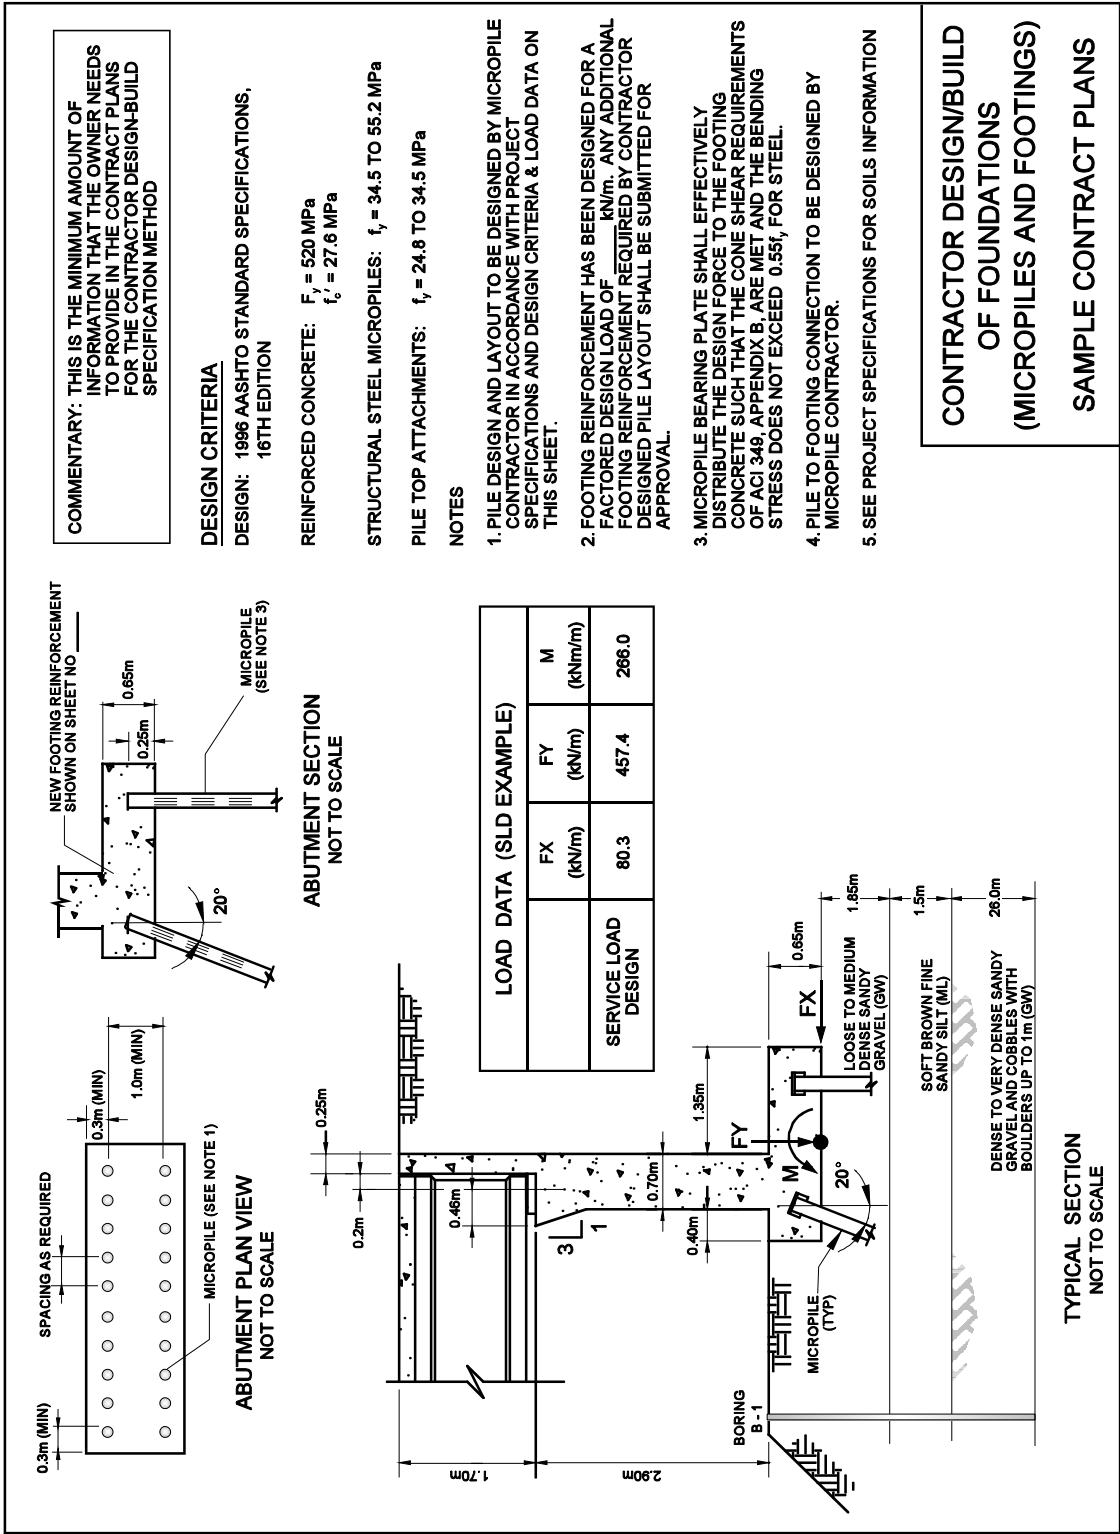 COMMENTARY: THIS IS THE MINIMUM AMOUNT OF
INFORMATION THAT THE OWNER NEEDS
TO PROVIDE IN THE CONTRACT PLANS
FOR THE CONTRACTOR DESIGN-BUILD
SPECIFICATION METHOD
DESIGN CRITERIA
DESIGN: 1996 AASHTO STANDARD SPECIFICATIONS,
16TH EDITION
REINFORCED CONCRETE: Fy = 520 MPa
fc' = 27.6 MPa
STRUCTURAL STEEL MICROPILES: fy = 34.5 TO 55.2 MPa
PILE TOP ATTACHMENTS: fy = 24.8 TO 34.5 MPa
NOTES
1. PILE DESIGN AND LAYOUT TO BE DESIGNED BY MICROPILE
CONTRACTOR IN ACCORDANCE WITH PROJECT
SPECIFICATIONS AND DESIGN CRITERIA & LOAD DATA ON
THIS SHEET.
2. FOOTING REINFORCEMENT HAS BEEN DESIGNED FOR A
FACTORED DESIGN LOAD OF ____ kN/m. ANY ADDITIONAL
FOOTING REINFORCEMENT REQUIRED BY CONTRACTOR
DESIGNED PILE LAYOUT SHALL BE SUBMITTED FOR
APPROVAL.
3. MICROPILE BEARING PLATE SHALL EFFECTIVELY
DISTRIBUTE THE DESIGN FORCE TO THE FOOTING
CONCRETE SUCH THAT THE CONE SHEAR REQUIREMENTS
OF ACI 349, APPENDIX B, ARE MET AND THE BENDING
STRESS DOES NOT EXCEED 0.55fy FOR STEEL.
4. PILE TO FOOTING CONNECTION TO BE DESIGNED BY
MICROPILE CONTRACTOR.
5. SEE PROJECT SPECIFICATIONS FOR SOILS INFORMATION
CONTRACTOR DESIGN/BUILD
OF FOUNDATIONS
(MICROPILES AND FOOTINGS)
SAMPLE CONTRACT PLANS
NEW FOOTING REINFORCEMENT
SHOWN ON SHEET NO ____
0.65m
0.25m
20°
MICROPILE
(SEE NOTE 3)
ABUTMENT SECTION
NOT TO SCALE
LOAD DATA (SLD EXAMPLE)
FX
(kN/m)
FY
(kN/m)
M
(kNm/m)
SERVICE LOAD
DESIGN
80.3
457.4
266.0
0.3m (MIN)
SPACING AS REQUIRED
0.3m (MIN)
1.0m (MIN)
MICROPILE (SEE NOTE 1)
ABUTMENT PLAN VIEW
NOT TO SCALE
0.25m
0.2m
0.46m
1.70m
3
1
2.90m
0.70m
1.35m
0.40m
0.65m
FY
FX
M
20°
MICROPILE
(TYP)
BORING
B - 1
LOOSE TO MEDIUM
DENSE SANDY
GRAVEL (GW)
1.85m
SOFT BROWN FINE
SANDY SILT (ML)
1.5m
DENSE TO VERY DENSE SANDY
GRAVEL AND COBBLES WITH
BOULDERS UP TO 1m (GW)
26.0m
TYPICAL SECTION
NOT TO SCALE